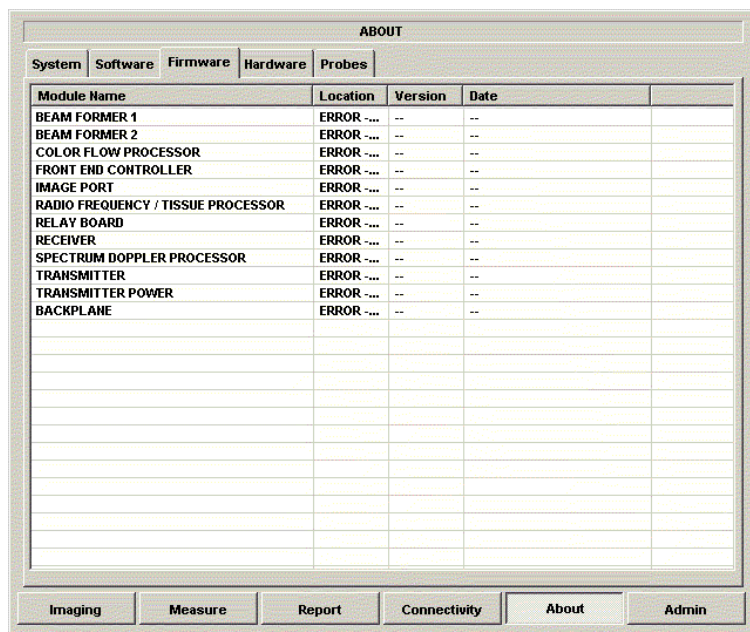 ABOUT
System Software Firmware Hardware Probes
Module Name Location Version Date
BEAM FORMER 1 ERROR -... -- --
BEAM FORMER 2 ERROR -... -- --
COLOR FLOW PROCESSOR ERROR -... -- --
FRONT END CONTROLLER ERROR -... -- --
IMAGE PORT ERROR -... -- --
RADIO FREQUENCY / TISSUE PROCESSOR ERROR -... -- --
RELAY BOARD ERROR -... -- --
RECEIVER ERROR -... -- --
SPECTRUM DOPPLER PROCESSOR ERROR -... -- --
TRANSMITTER ERROR -... -- --
TRANSMITTER POWER ERROR -... -- --
BACKPLANE ERROR -... -- --
Imaging Measure Report Connectivity About Admin